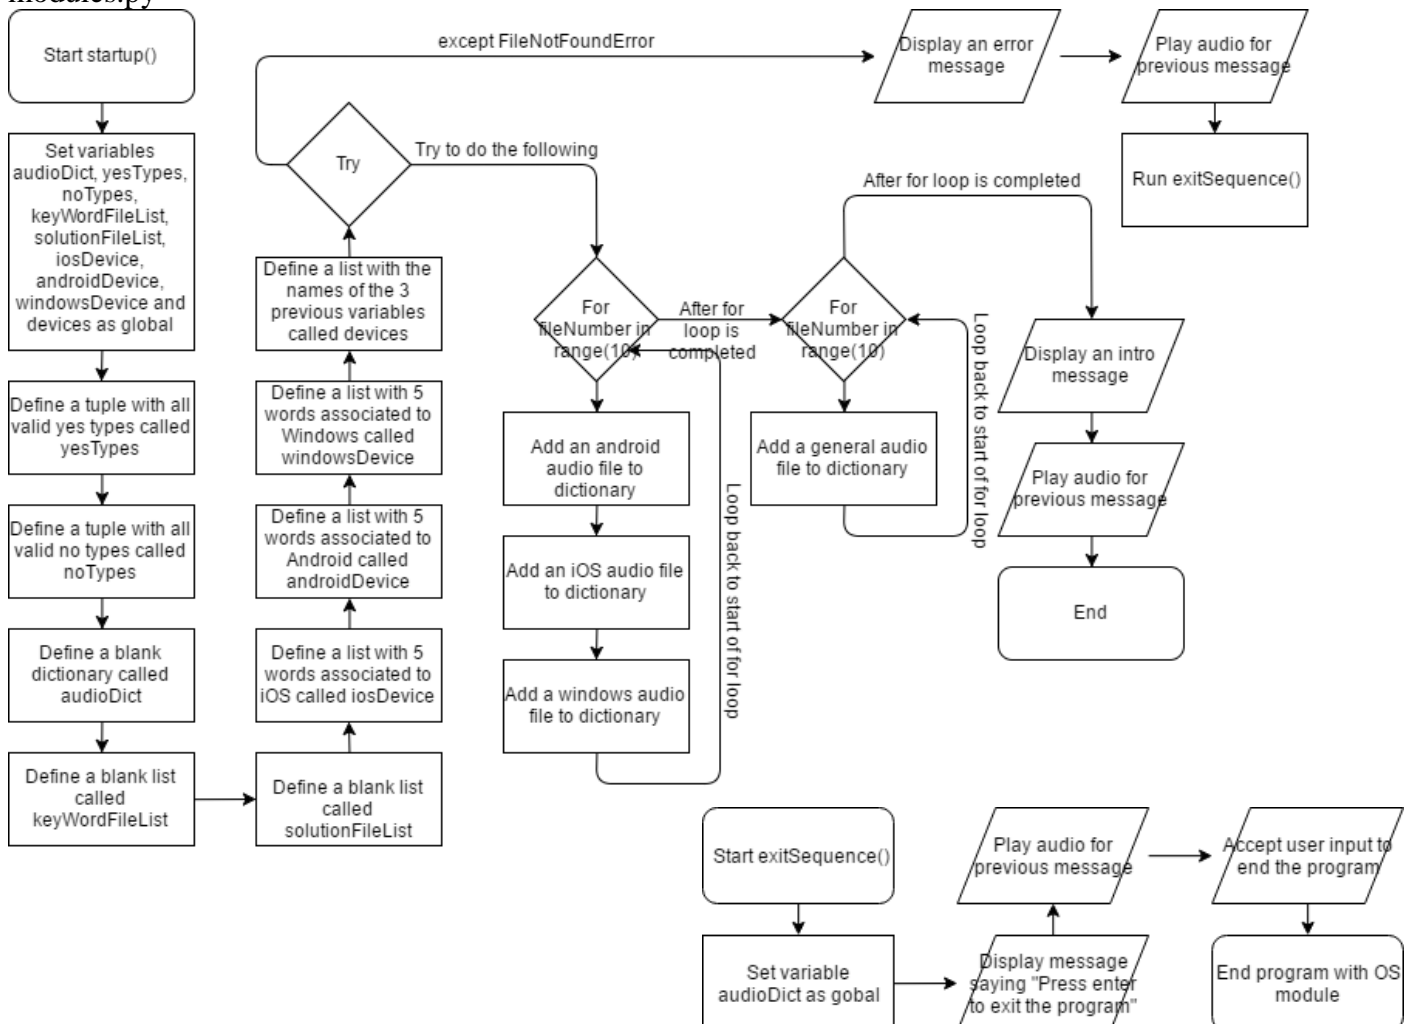 modules.py
Start startup()
Set variables
audioDict, yesTypes,
noTypes,
keyWordFileList,
solutionFileList,
iosDevice,
androidDevice,
windowsDevice and
devices as global
Define a tuple with all
valid yes types called
yesTypes
Define a tuple with all
valid no types called
noTypes
Define a blank
dictionary called
audioDict
Define a blank list
called
keyWordFileList
Define a blank list
called
solutionFileList
Define a list with 5
words associated to
iOS called iosDevice
Define a list with 5
words associated to
Android called
androidDevice
Define a list with 5
words associated to
Windows called
windowsDevice
Define a list with the
names of the 3
previous variables
called devices
Try
except FileNotFoundError
Display an error
message
Play audio for
previous message
Run exitSequence()
Try to do the following
For
fileNumber in
range(10)
Add an android
audio file to
dictionary
Add an iOS audio file
to dictionary
Add a windows audio
file to dictionary
Loop back to start of for loop
After for
loop is
completed
For
fileNumber in
range(10)
Add a general audio
file to dictionary
Loop back to start of for loop
After for loop is completed
Display an intro
message
Play audio for
previous message
End
Start exitSequence()
Set variable
audioDict as gobal
Display message
saying "Press enter
to exit the program"
Play audio for
previous message
Accept user input to
end the program
End program with OS
module